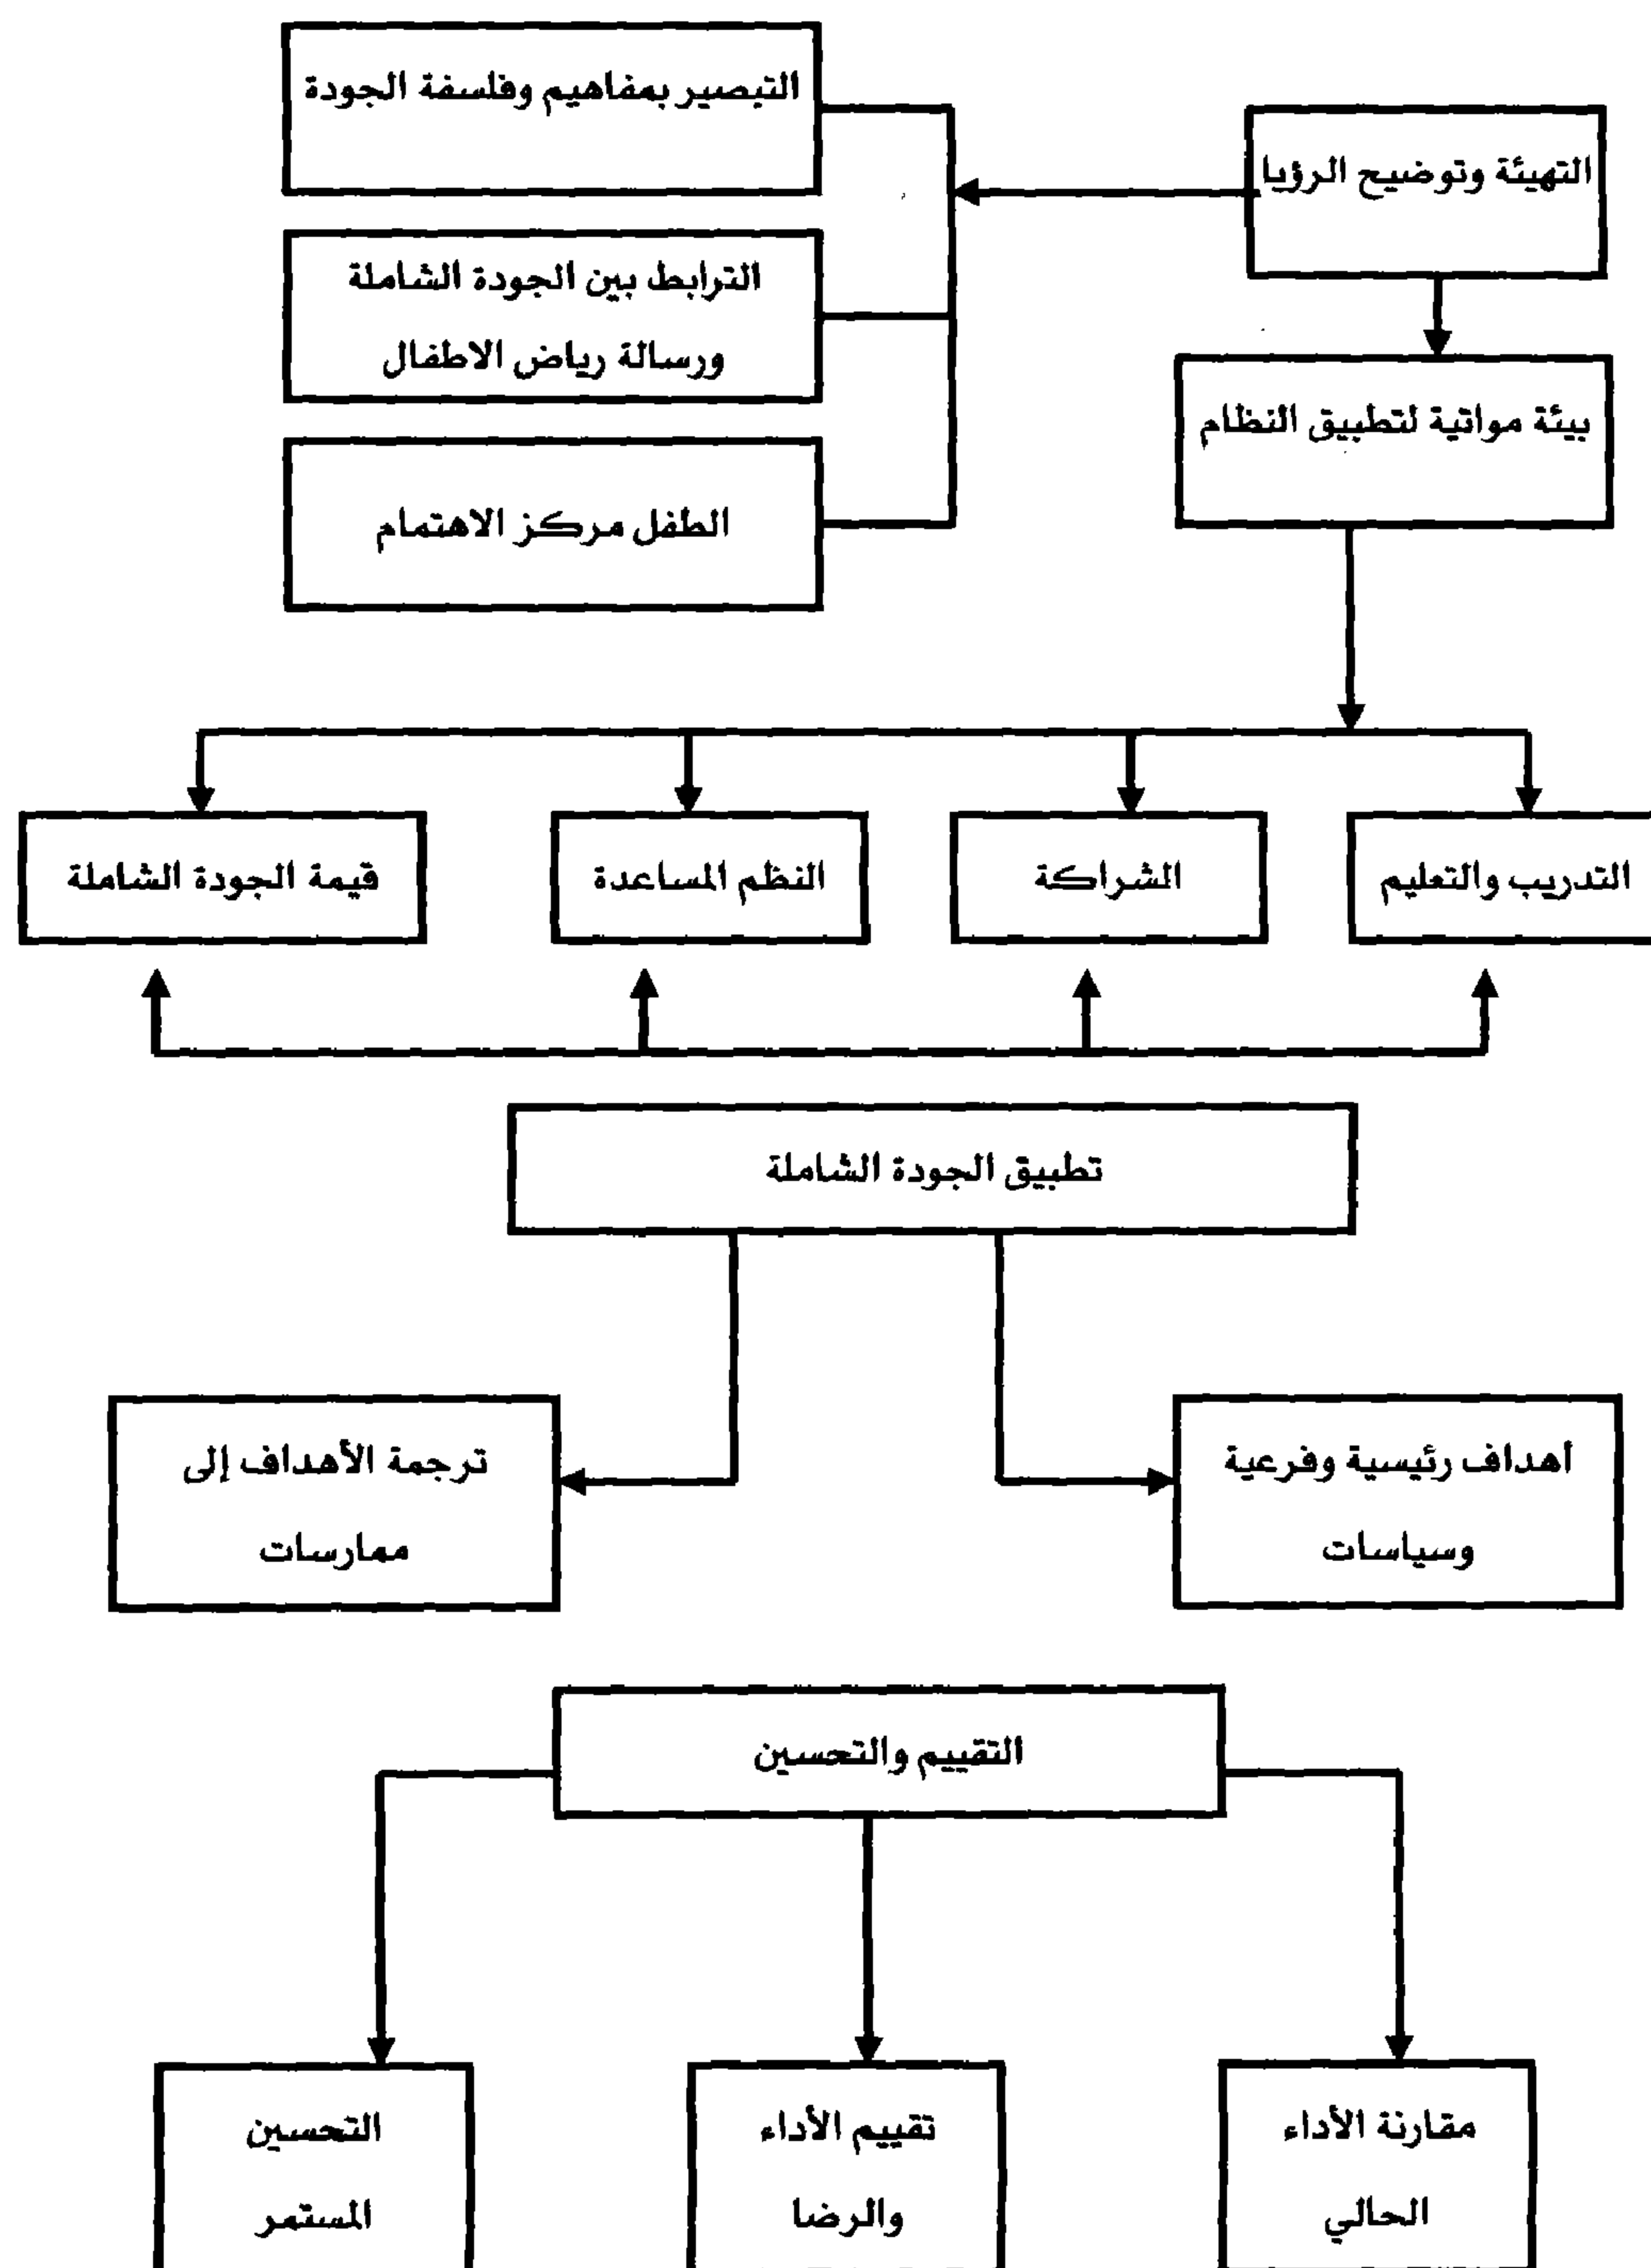 التبصير بمفاهيم وفلسفة الجودة
التهيئة وتوضيح الرؤيا
الترابط بين الجودة الشاملة
ورسالة رياض الاطفال
بيئة مواتية لتطبيق النظام
الطفل مركز الاهتمام
التدريب والتعليم
الشراكة
النظم المساعدة
قيمة الجودة الشاملة
تطبيق الجودة الشاملة
أهداف رئيسية وفرعية
وسياسات
ترجمة الأهداف إلى
ممارسات
التقييم والتحسين
مقارنة الأداء
الحالي
تقييم الأداء
والرضا
التحسين
المستمر